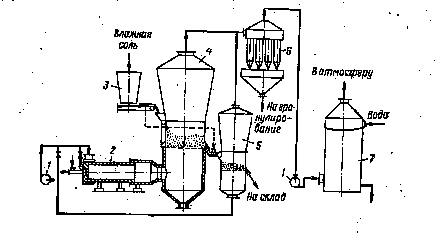 Влажная
соль
3
4
6
В атмосферу
На гра-
нулиро-
вание
Вода
5
2
1
1
7
На склад